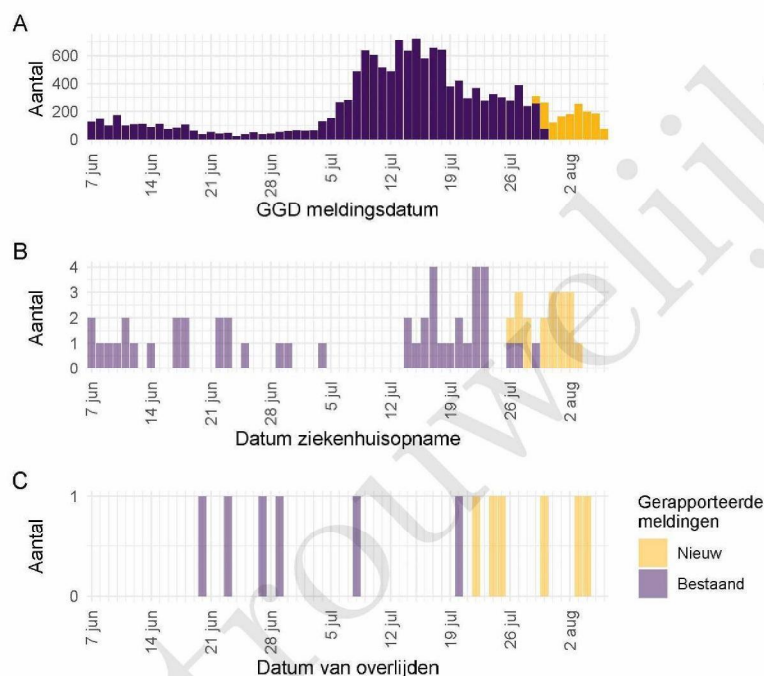 A
Aantal
600
400
200
0
7 jun
14 jun
21 jun
28 jun
5 jul
12 jul
19 jul
26 jul
2 aug
GGD meldingsdatum
B
Aantal
4
3
2
1
0
7 jun
14 jun
21 jun
28 jun
5 jul
12 jul
19 jul
26 jul
2 aug
Datum ziekenhuisopname
C
Aantal
1
0
7 jun
14 jun
21 jun
28 jun
5 jul
12 jul
19 jul
26 jul
2 aug
Datum van overlijden
Gerapporteerde
meldingen
Nieuw
Bestaand
trouwelijk